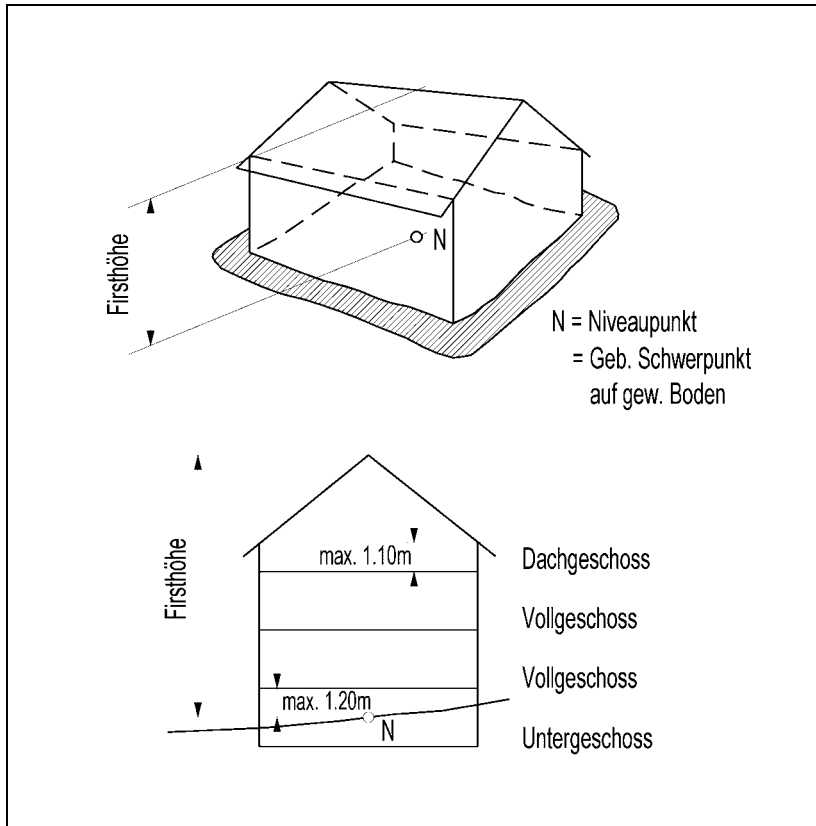 Firsthöhe
N
N = Niveaupunkt
= Geb. Schwerpunkt
auf gew. Boden
Firsthöhe
max. 1.10m
Dachgeschoss
Vollgeschoss
Vollgeschoss
max. 1.20m
N
Untergeschoss